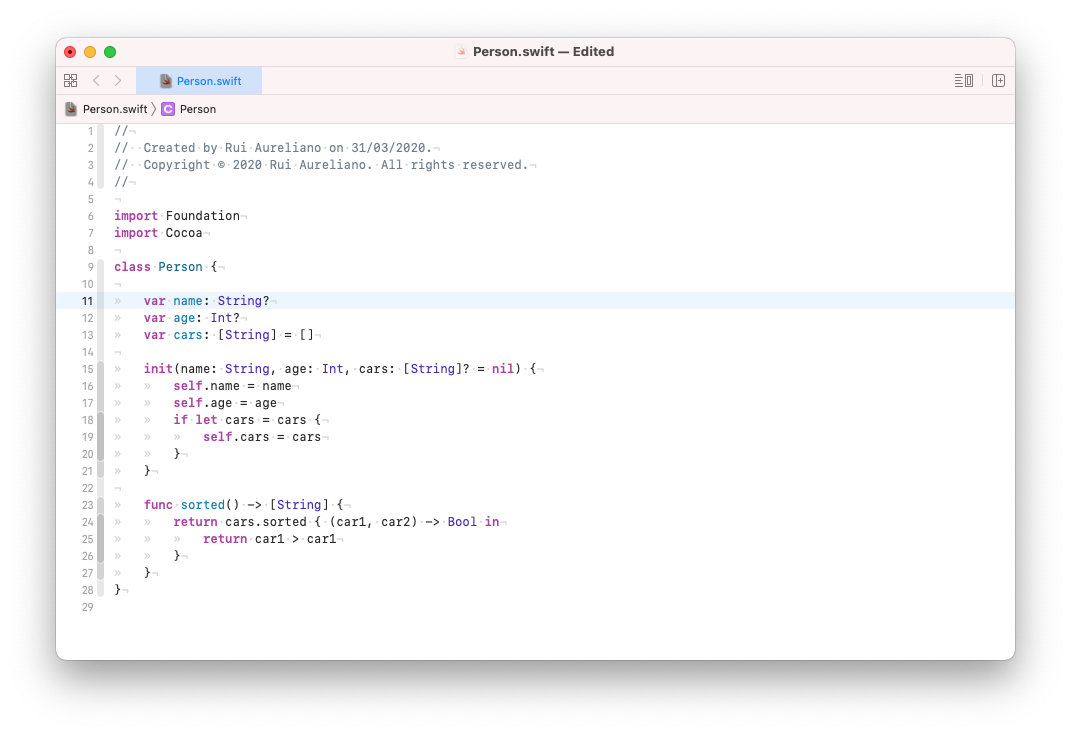 Person.swift — Edited
Person.swift
Person.swift 〉 C Person
1 //¬
2 //··Created·by·Rui·Aureliano·on·31/03/2020.¬
3 //··Copyright·©·2020·Rui·Aureliano.·All·rights·reserved.¬
4 //¬
5 ¬
6 import·Foundation¬
7 import·Cocoa¬
8 ¬
9 class·Person·{¬
10 ¬
11 » var·name:·String?¬
12 » var·age:·Int?¬
13 » var·cars:·[String]·=·[]¬
14 ¬
15 » init(name:·String,·age:·Int,·cars:·[String]?·=·nil)·{¬
16 » » self.name·=·name¬
17 » » self.age·=·age¬
18 » » if·let·cars·=·cars·{¬
19 » » » self.cars·=·cars¬
20 » » }¬
21 » }¬
22 ¬
23 » func·sorted()·->·[String]·{¬
24 » » return·cars.sorted·{·(car1,·car2)·->·Bool·in¬
25 » » » return·car1·>·car1¬
26 » » }¬
27 » }¬
28 }¬
29